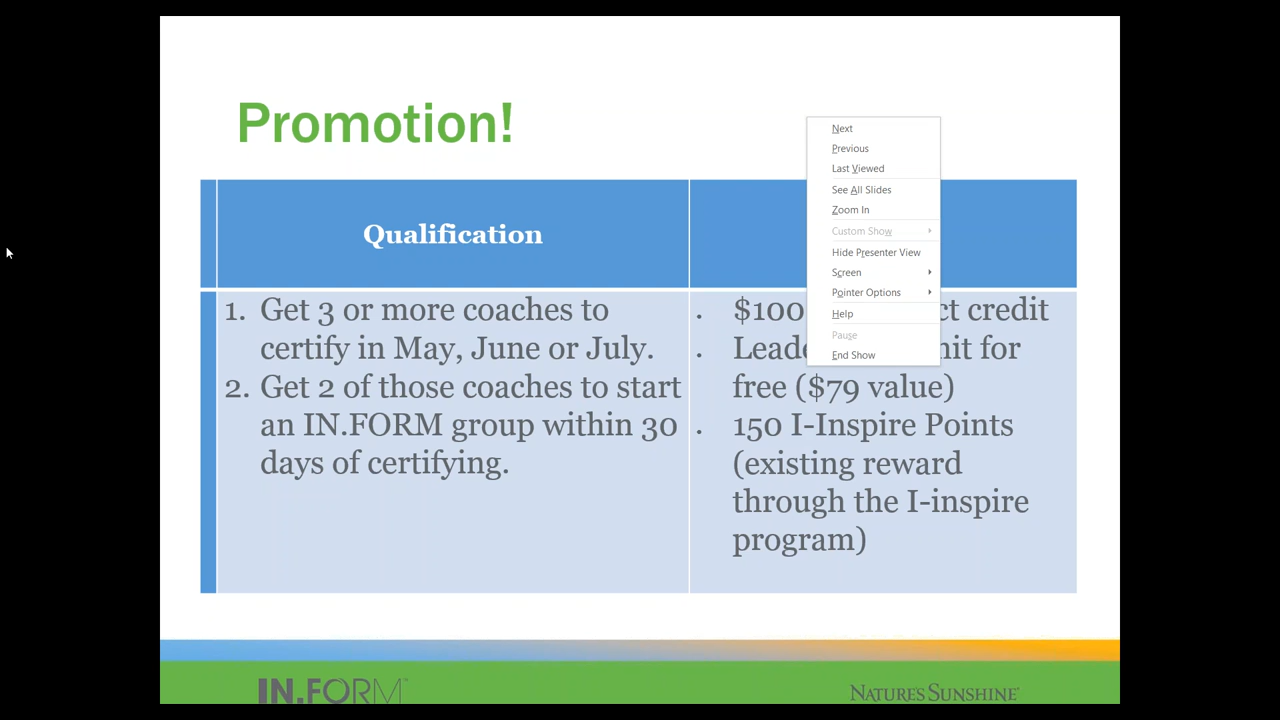 Promotion!
Qualification
1. Get 3 or more coaches to
certify in May, June or July.
2. Get 2 of those coaches to start
an IN.FORM group within 30
days of certifying.
. $100 ct credit
. Lead it for
free ($79 value)
. 150 I-Inspire Points
(existing reward
through the I-inspire
program)
Next
Previous
Last Viewed
See All Slides
Zoom In
Custom Show
Hide Presenter View
Screen
Pointer Options
Help
Pause
End Show
IN.FORM
NATURE'S SUNSHINE